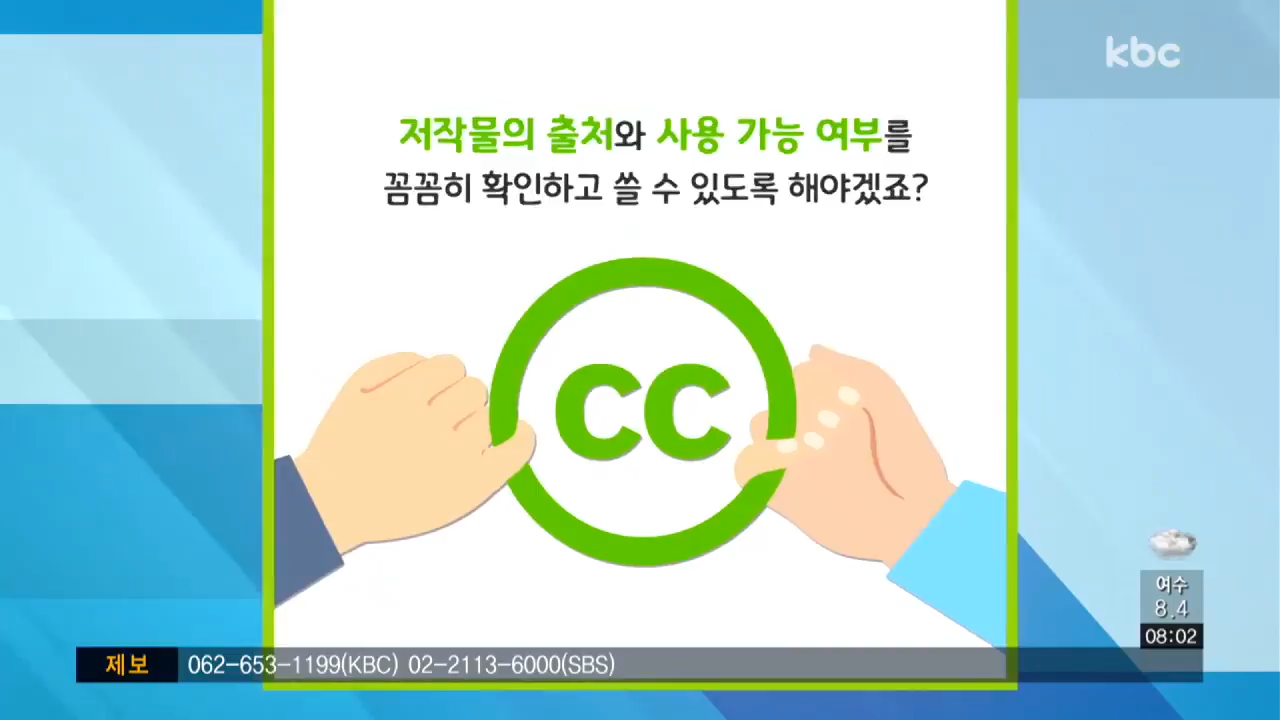 kbc
저작물의 출처와 사용 가능 여부를
꼼꼼히 확인하고 쓸 수 있도록 해야겠죠?
cc
여수
8.4
08:02
제보 062-653-1199(KBC) 02-2113-6000(SBS)